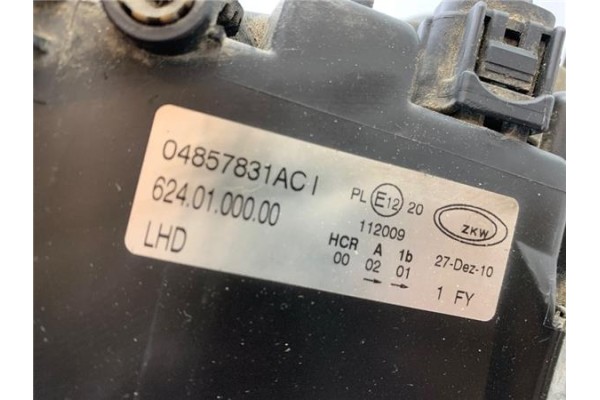 04857831AC I
624.01.000.00
LHD
PL E12 20
112009
HCR A 1b
00 02 01
→ →
ZKW
27-Dez-10
1 FY